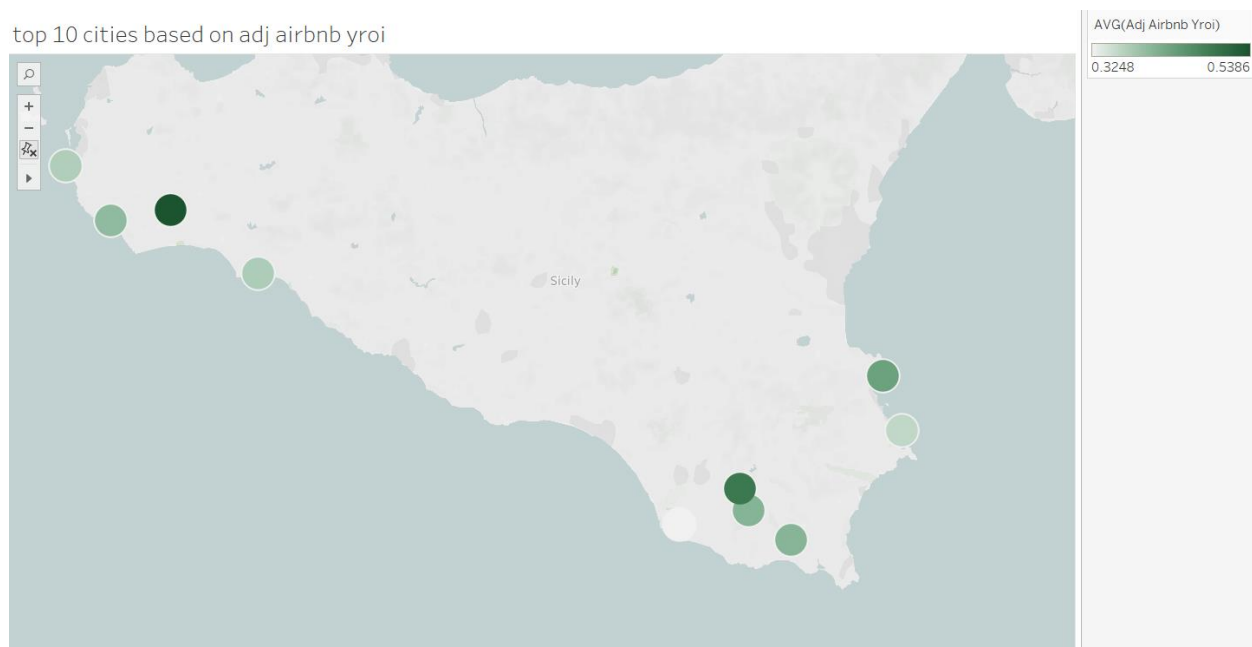 top 10 cities based on adj airbnb yroi
AVG(Adj Airbnb Yroi)
0.3248 0.5386
Sicily